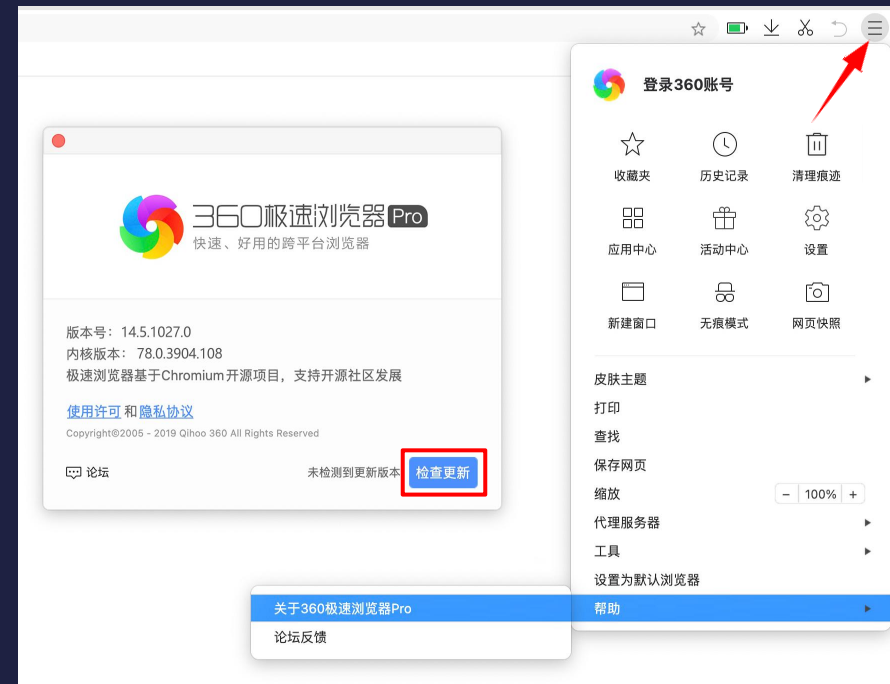 登录360账号
收藏夹
历史记录
清理痕迹
应用中心
活动中心
设置
新建窗口
无痕模式
网页快照
皮肤主题
打印
查找
保存网页
缩放
− 100% +
代理服务器
工具
设置为默认浏览器
帮助
360极速浏览器 Pro
快速、好用的跨平台浏览器
版本号： 14.5.1027.0
内核版本： 78.0.3904.108
极速浏览器基于Chromium开源项目，支持开源社区发展
使用许可 和 隐私协议
Copyright©2005 - 2019 Qihoo 360 All Rights Reserved
论坛
未检测到更新版本
检查更新
关于360极速浏览器Pro
论坛反馈